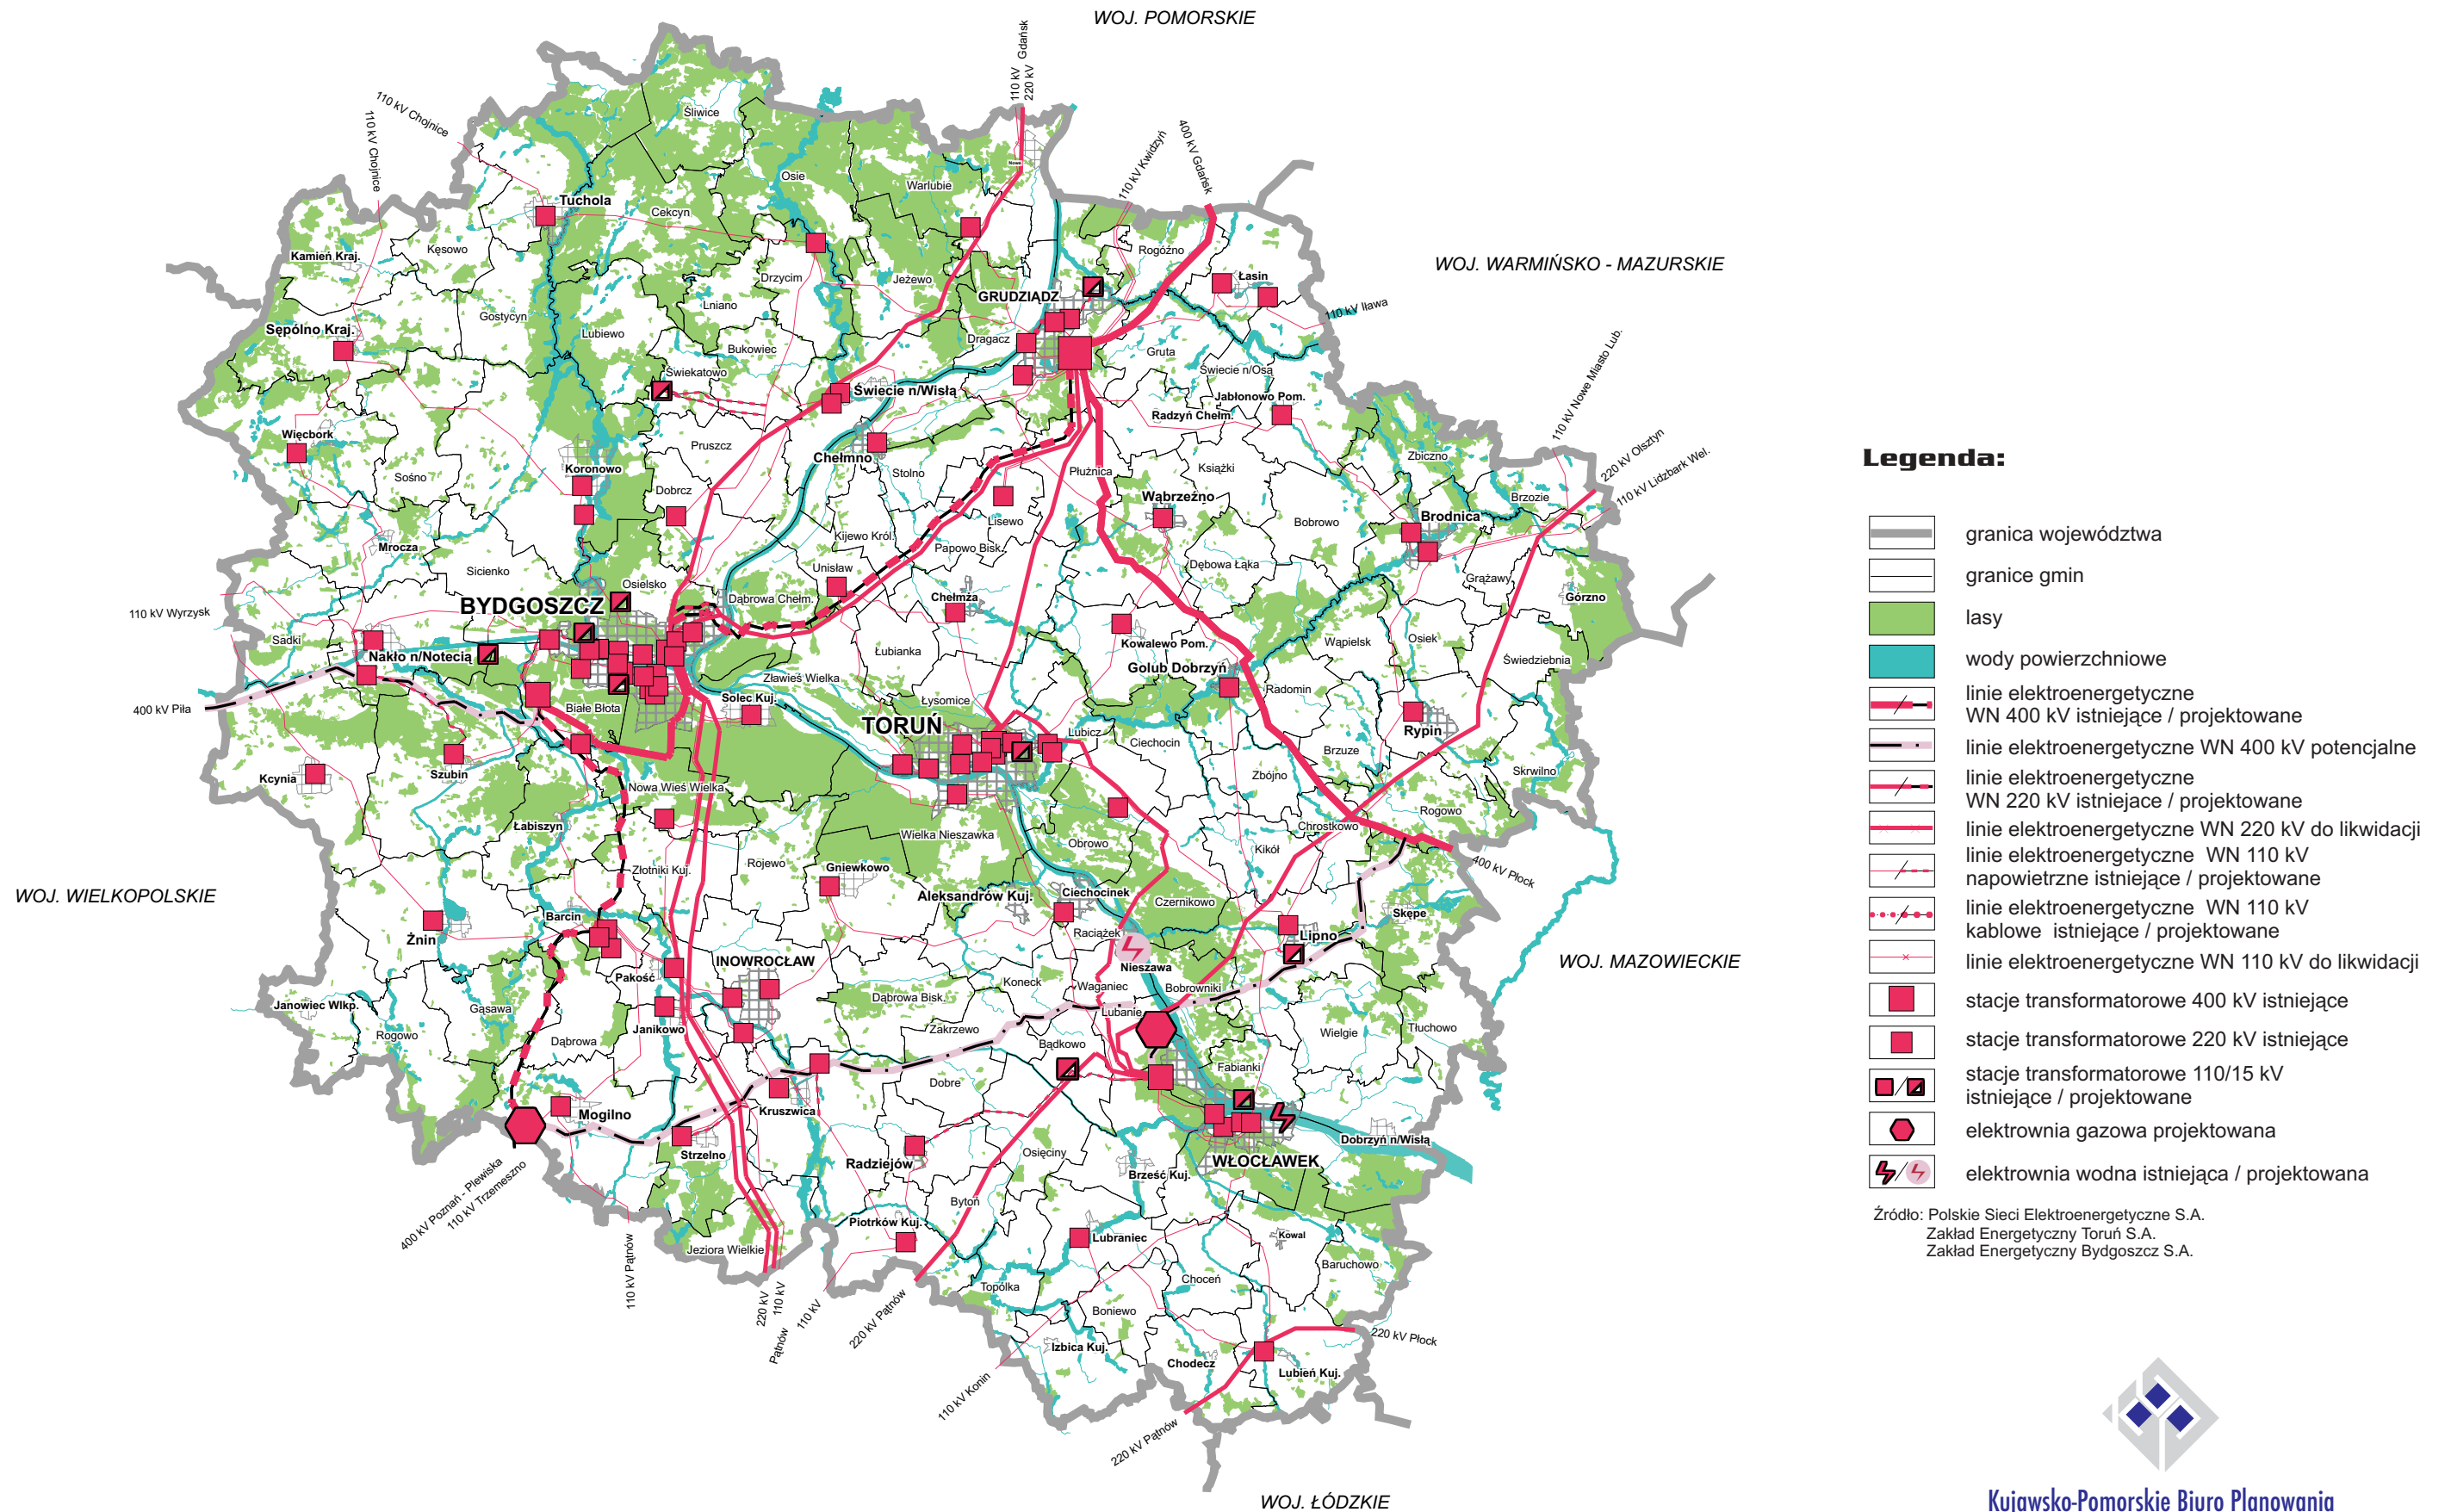 WOJ. POMORSKIE
110 kV Gdańsk
220 kV
110 kV Chojnice
110 kV Chojnice
110 kV Kwidzyń
400 kV Gdańsk
Śliwice
Nowe
Osie
Warlubie
Tuchola
Cekcyn
Kęsowo
Kamień Kraj.
Rogóźno
WOJ. WARMIŃSKO - MAZURSKIE
Drzycim
Jeżewo
Łasin
GRUDZIĄDZ
Lniano
Gostycyn
110 kV Iława
Sępólno Kraj.
Lubiewo
Dragacz
Bukowiec
Gruta
Świekatowo
Świecie n/Osą
110 kV Nowe Miasto Lub.
Świecie n/Wisłą
Jabłonowo Pom.
Radzyń Chełm.
Więcbork
Pruszcz
Chełmno
220 kV Olsztyn
110 kV Lidzbark Wel.
Koronowo
Stolno
Płużnica
Książki
Zbiczno
Sośno
Dobrcz
Wąbrzeźno
Brzozie
Lisewo
Bobrowo
Brodnica
Kijewo Król.
Mrocza
Papowo Bisk.
Sicienko
Unisław
Dębowa Łąka
Osielsko
Grążawy
BYDGOSZCZ
Dąbrowa Chełm.
Chełmża
Górzno
110 kV Wyrzysk
Sadki
Kowalewo Pom.
Wąpielsk
Osiek
Nakło n/Notecią
Łubianka
Golub Dobrzyń
Świedziebnia
Zławieś Wielka
Solec Kuj.
Łysomice
Radomin
400 kV Piła
Białe Błota
TORUŃ
Lubicz
Ciechocin
Rypin
Brzuze
Kcynia
Szubin
Zbójno
Skrwilno
Nowa Wieś Wielka
Rogowo
Łabiszyn
Wielka Nieszawka
Chrostkowo
Obrowo
Kikół
Rojewo
Złotniki Kuj.
Gniewkowo
400 kV Płock
WOJ. WIELKOPOLSKIE
Aleksandrów Kuj.
Ciechocinek
Czernikowo
Barcin
Skępe
Żnin
Raciążek
Lipno
INOWROCŁAW
WOJ. MAZOWIECKIE
Nieszawa
Pakość
Koneck
Waganiec
Bobrowniki
Janowiec Wlkp.
Gąsawa
Dąbrowa Bisk.
Lubanie
Janikowo
Zakrzewo
Wielgie
Tłuchowo
Rogowo
Dąbrowa
Bądkowo
Fabianki
Dobre
Kruszwica
Mogilno
Dobrzyń n/Wisłą
Strzelno
Radziejów
Osięciny
WŁOCŁAWEK
Brześć Kuj.
400 kV Poznań - Plewiska
110 kV Trzemeszno
Bytoń
Piotrków Kuj.
Lubraniec
Kowal
Jeziora Wielkie
Baruchowo
110 kV Pątnów
Topólka
Choceń
220 kV
110 kV
Pątnów
110 kV
220 kV Pątnów
Boniewo
220 kV Płock
Izbica Kuj.
Chodecz
Lubień Kuj.
110 kV Konin
220 kV Pątnów
WOJ. ŁÓDZKIE
Legenda:
granica województwa
granice gmin
lasy
wody powierzchniowe
linie elektroenergetyczne
WN 400 kV istniejące / projektowane
linie elektroenergetyczne WN 400 kV potencjalne
linie elektroenergetyczne
WN 220 kV istniejace / projektowane
linie elektroenergetyczne WN 220 kV do likwidacji
linie elektroenergetyczne WN 110 kV
napowietrzne istniejące / projektowane
linie elektroenergetyczne WN 110 kV
kablowe istniejące / projektowane
linie elektroenergetyczne WN 110 kV do likwidacji
stacje transformatorowe 400 kV istniejące
stacje transformatorowe 220 kV istniejące
stacje transformatorowe 110/15 kV
istniejące / projektowane
elektrownia gazowa projektowana
elektrownia wodna istniejąca / projektowana
Źródło: Polskie Sieci Elektroenergetyczne S.A.
Zakład Energetyczny Toruń S.A.
Zakład Energetyczny Bydgoszcz S.A.
Kujawsko-Pomorskie Biuro Planowania